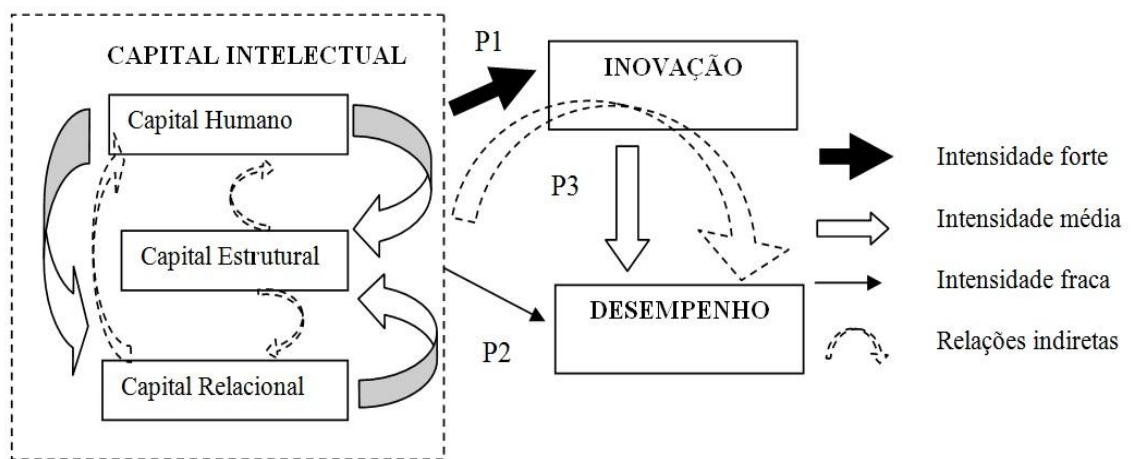 CAPITAL INTELECTUAL
Capital Humano
Capital Estrutural
Capital Relacional
P1
INOVAÇÃO
P3
DESEMPENHO
P2
Intensidade forte
Intensidade média
Intensidade fraca
Relações indiretas